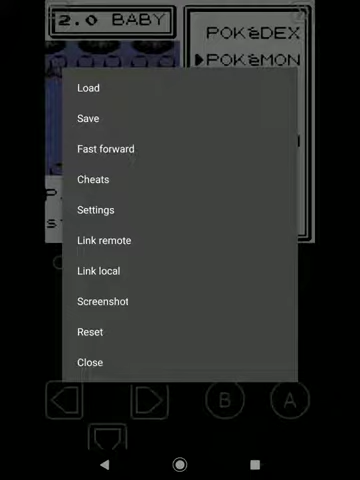 2.0 BABY
POKéDEX
▶POKéMON
Load
Save
Fast forward
Cheats
Settings
Link remote
Link local
Screenshot
Reset
Close
B
A